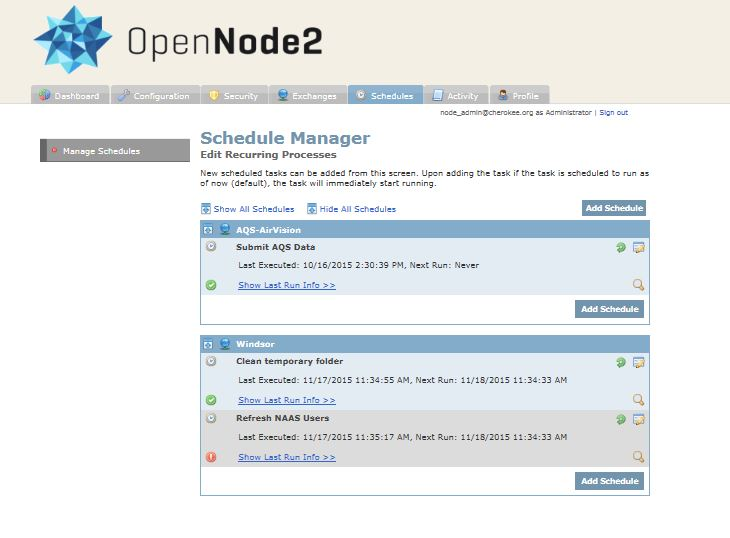 OpenNode2
Dashboard Configuration Security Exchanges Schedules Activity Profile
node_admin@cherokee.org as Administrator | Sign out
Manage Schedules
Schedule Manager
Edit Recurring Processes
New scheduled tasks can be added from this screen. Upon adding the task if the task is scheduled to run as
of now (default), the task will immediately start running.
Show All Schedules Hide All Schedules Add Schedule
AQS-AirVision
Submit AQS Data
Last Executed: 10/16/2015 2:30:39 PM, Next Run: Never
Show Last Run Info >>
Add Schedule
Windsor
Clean temporary folder
Last Executed: 11/17/2015 11:34:55 AM, Next Run: 11/18/2015 11:34:33 AM
Show Last Run Info >>
Refresh NAAS Users
Last Executed: 11/17/2015 11:35:17 AM, Next Run: 11/18/2015 11:34:33 AM
Show Last Run Info >>
Add Schedule